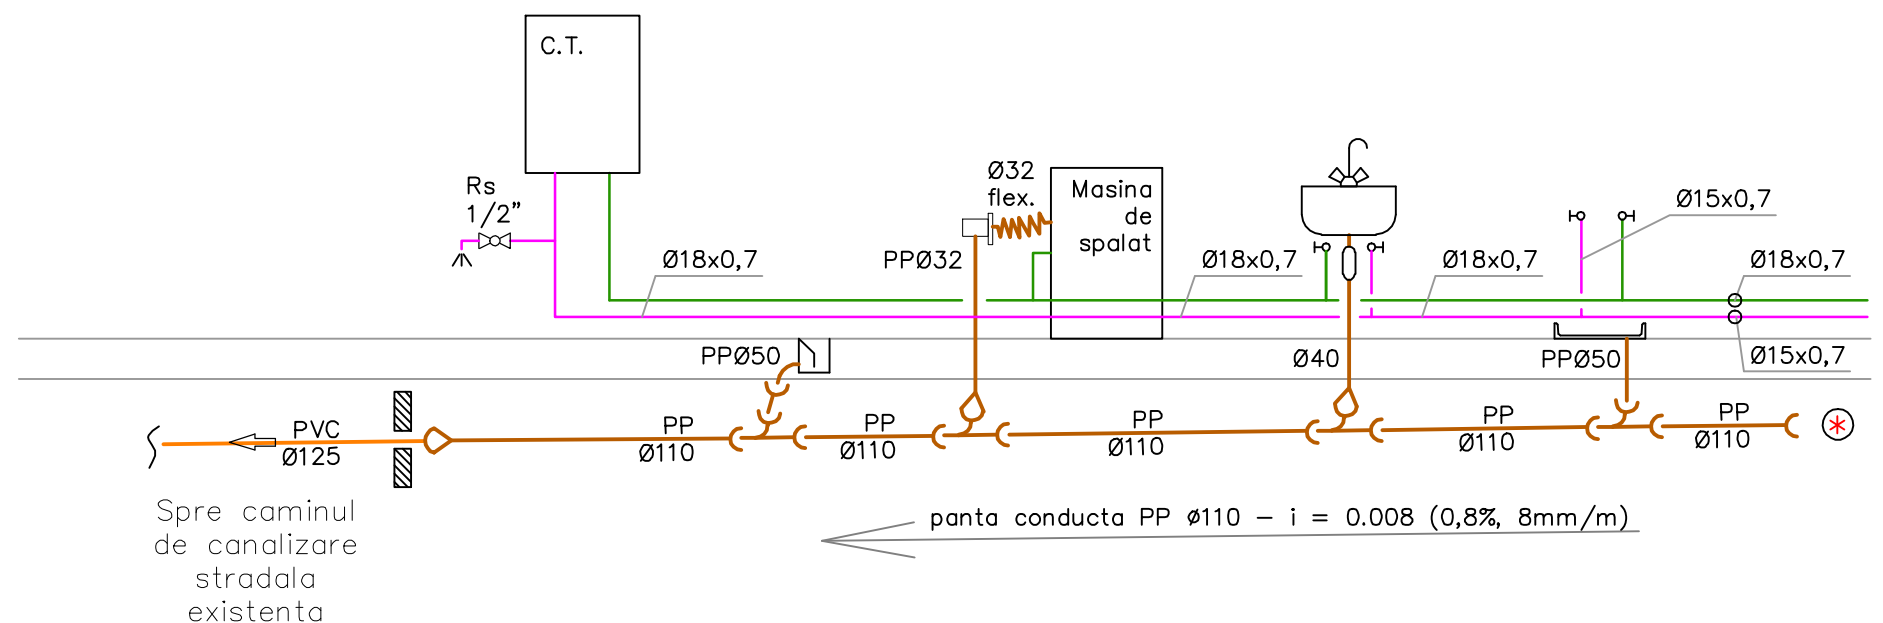 C.T.
Rs
1/2"
Ø32
flex.
Masina
de
spalat
Ø15x0,7
PPØ32
Ø18x0,7
Ø18x0,7
Ø18x0,7
Ø18x0,7
PPØ50
Ø40
PPØ50
Ø15x0,7
PVC
Ø125
PP
Ø110
PP
Ø110
PP
Ø110
PP
Ø110
PP
Ø110
Spre caminul
de canalizare
stradala
existenta
panta conducta PP ø110 - i = 0.008 (0,8%, 8mm/m)